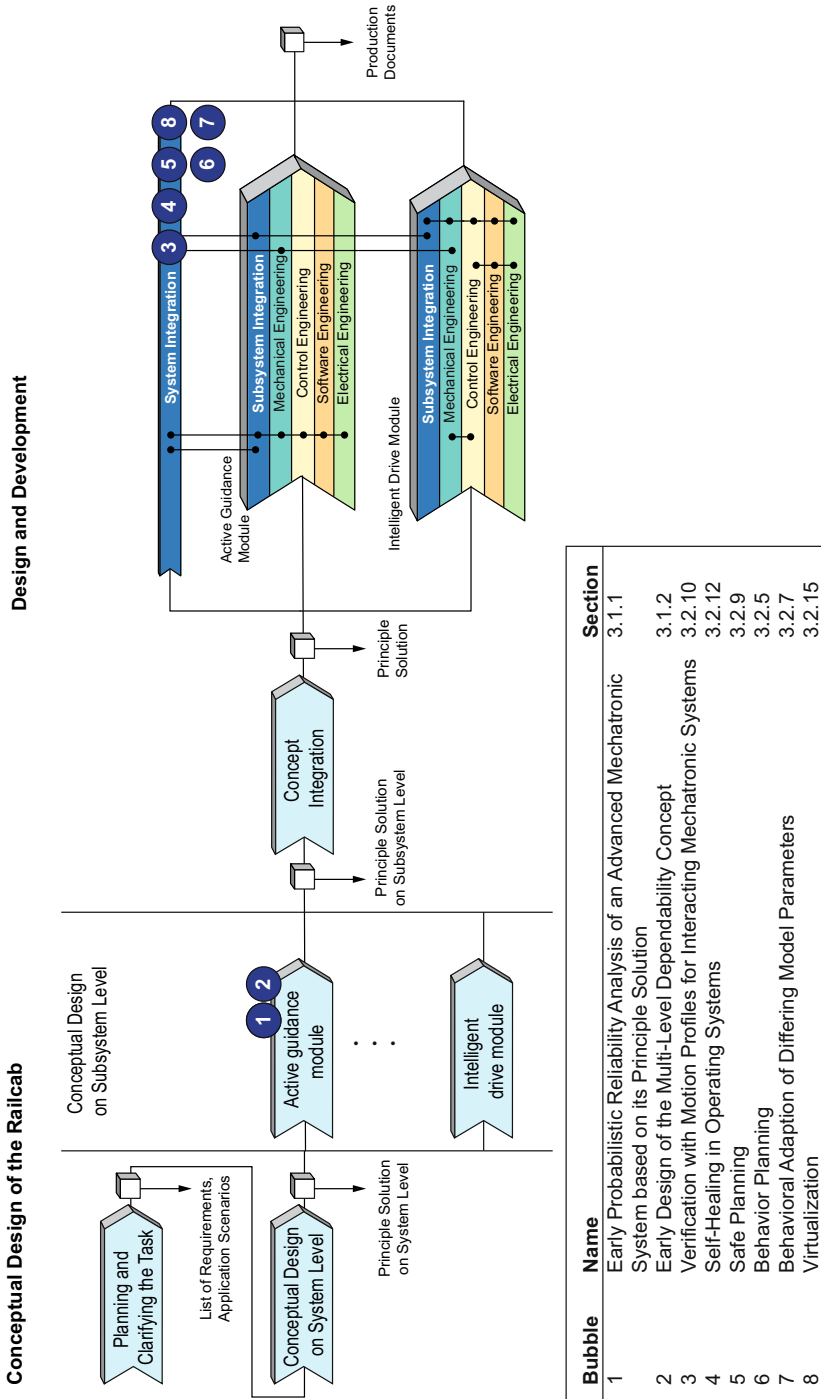 Conceptual Design of the Railcab
Design and Development
Planning and
Clarifying the Task
List of Requirements,
Application Scenarios
Conceptual Design
on System Level
Principle Solution
on System Level
Conceptual Design
on Subsystem Level
1
2
Active guidance
module
. . .
Intelligent
drive module
Principle Solution
on Subsystem Level
Concept
Integration
Principle
Solution
System Integration
3
4
5
8
6
7
Active Guidance
Module
Subsystem Integration
Mechanical Engineering
Control Engineering
Software Engineering
Electrical Engineering
Intelligent Drive Module
Subsystem Integration
Mechanical Engineering
Control Engineering
Software Engineering
Electrical Engineering
Production
Documents
Bubble Name Section
1 Early Probabilistic Reliability Analysis of an Advanced Mechatronic 3.1.1
System based on its Principle Solution
2 Early Design of the Multi-Level Dependability Concept 3.1.2
3 Verification with Motion Profiles for Interacting Mechatronic Systems 3.2.10
4 Self-Healing in Operating Systems 3.2.12
5 Safe Planning 3.2.9
6 Behavior Planning 3.2.5
7 Behavioral Adaption of Differing Model Parameters 3.2.7
8 Virtualization 3.2.15